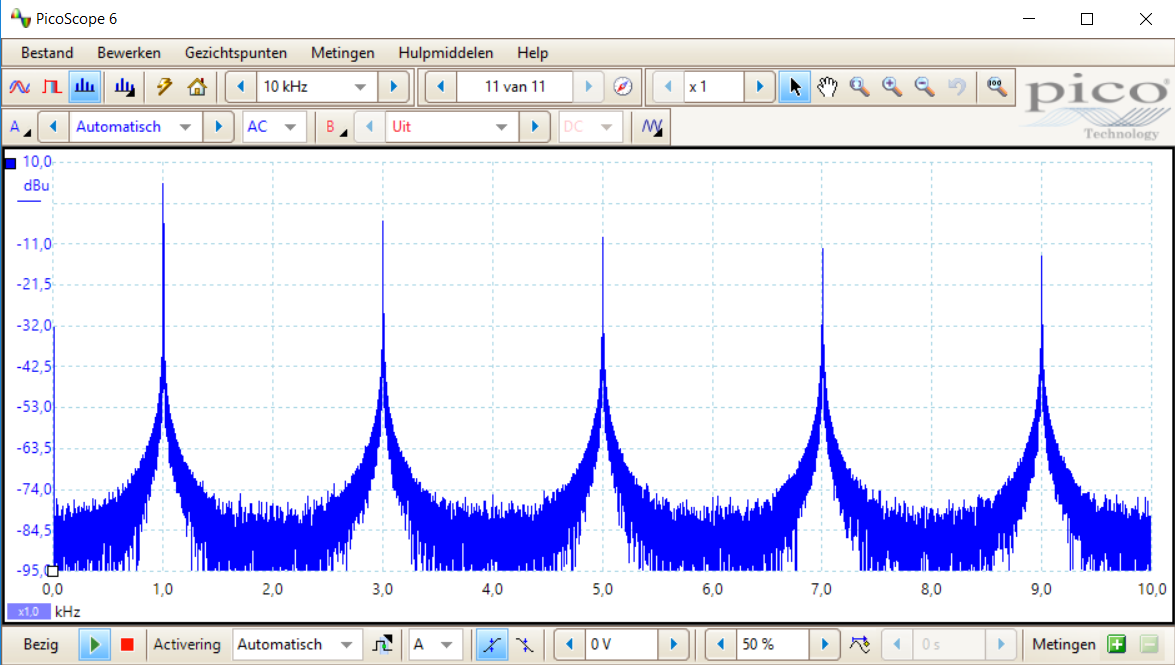 PicoScope 6
Bestand Bewerken Gezichtspunten Metingen Hulpmiddelen Help
10 kHz 11 van 11 x 1 100
pico
Technology
A Automatisch AC B Uit DC
10,0
dBu
-11,0
-21,5
-32,0
-42,5
-53,0
-63,5
-74,0
-84,5
-95,0
0,0 1,0 2,0 3,0 4,0 5,0 6,0 7,0 8,0 9,0 10,0
x1,0 kHz
Bezig Activering Automatisch A 0 V 50 % 0 s Metingen